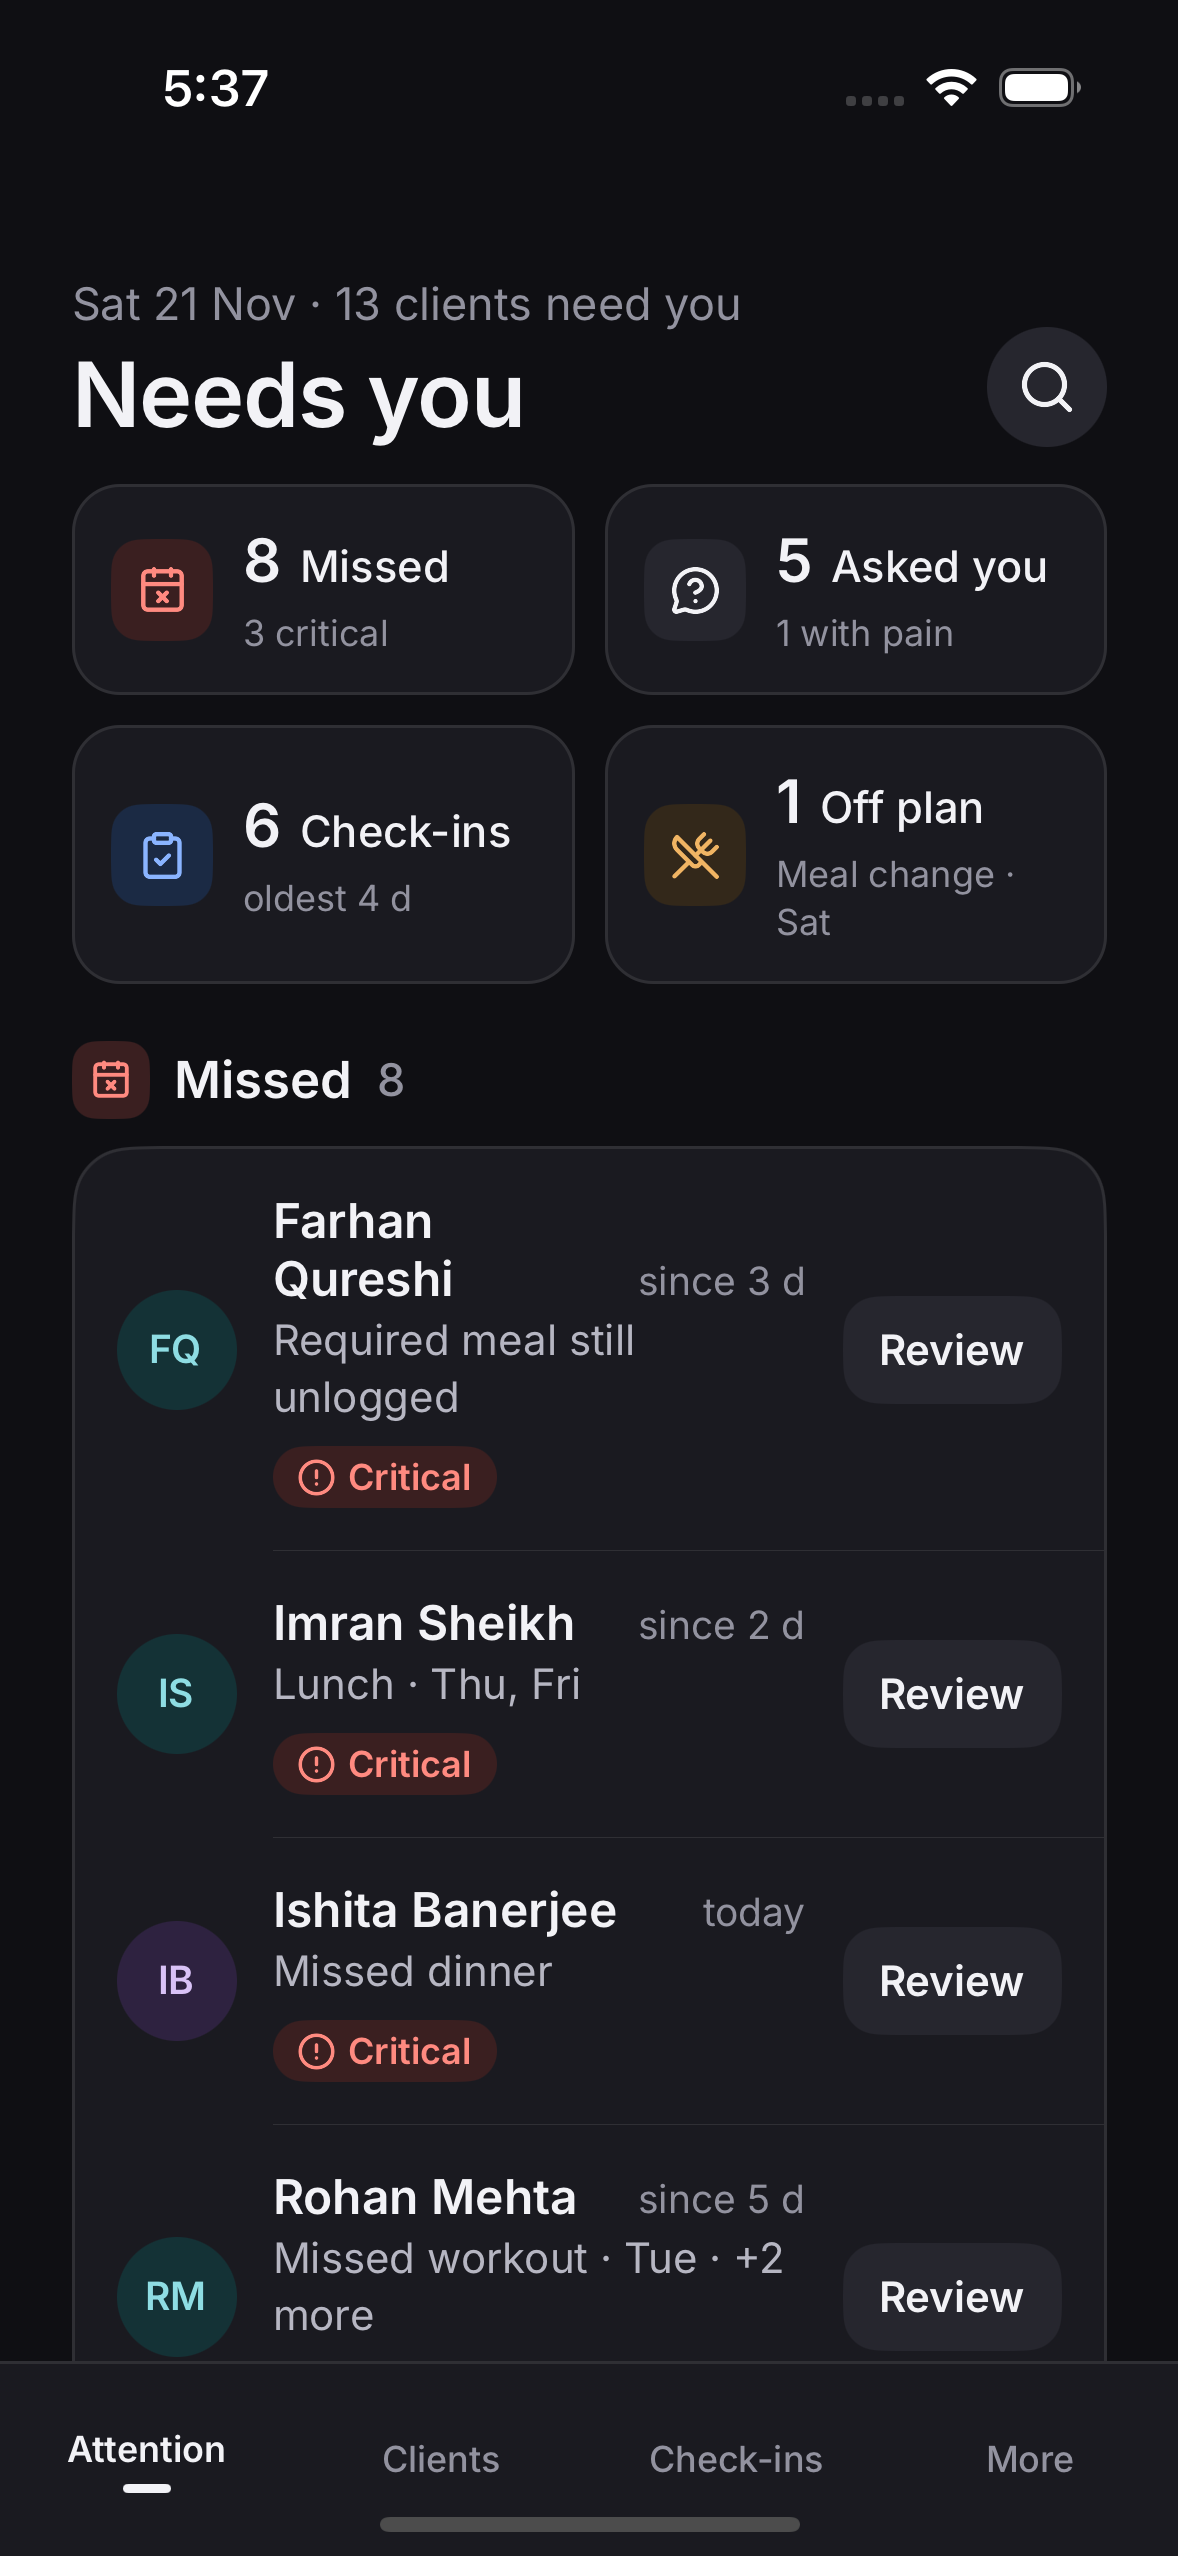 5:37
Sat 21 Nov · 13 clients need you
Needs you
8 Missed
3 critical
5 Asked you
1 with pain
6 Check-ins
oldest 4 d
1 Off plan
Meal change ·
Sat
Missed 8
Farhan
Qureshi since 3 d
FQ
Required meal still
unlogged
Review
Critical
Imran Sheikh since 2 d
IS
Lunch · Thu, Fri
Review
Critical
Ishita Banerjee today
IB
Missed dinner
Review
Critical
Rohan Mehta since 5 d
RM
Missed workout · Tue · +2
more
Review
Attention
Clients
Check-ins
More